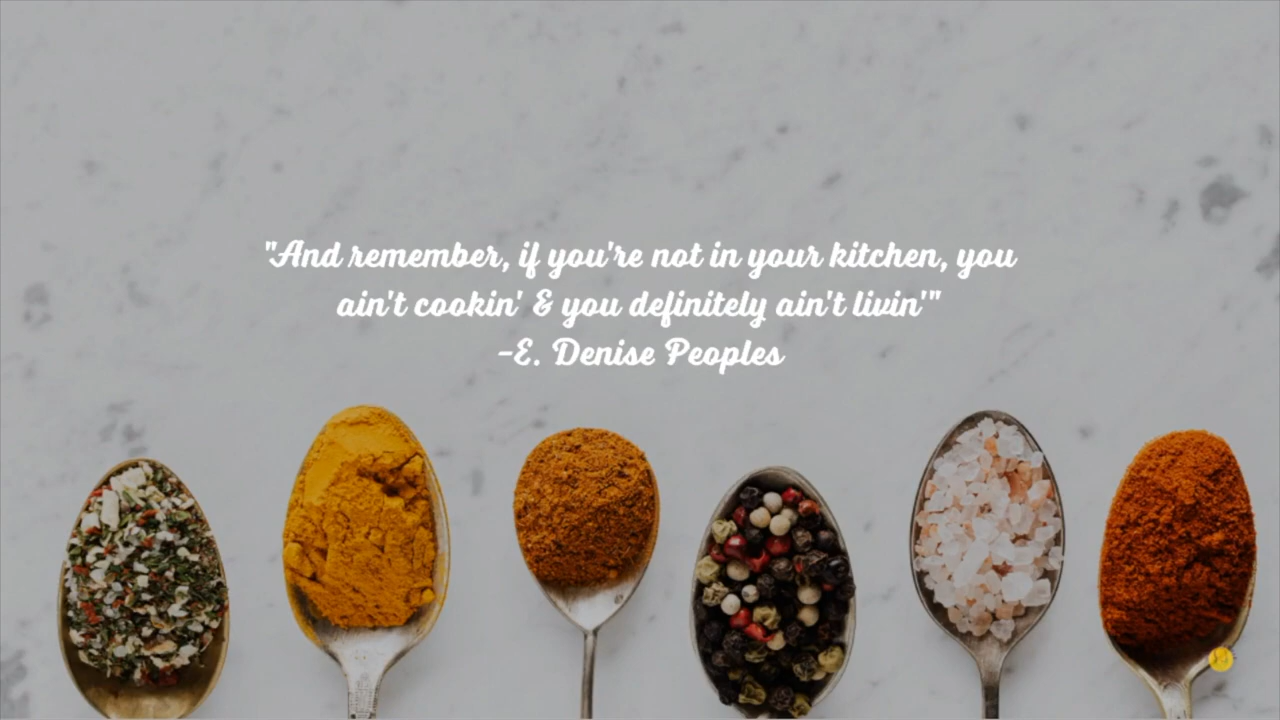 "And remember, if you're not in your kitchen, you
ain't cookin' & you definitely ain't livin'"
-E. Denise Peoples